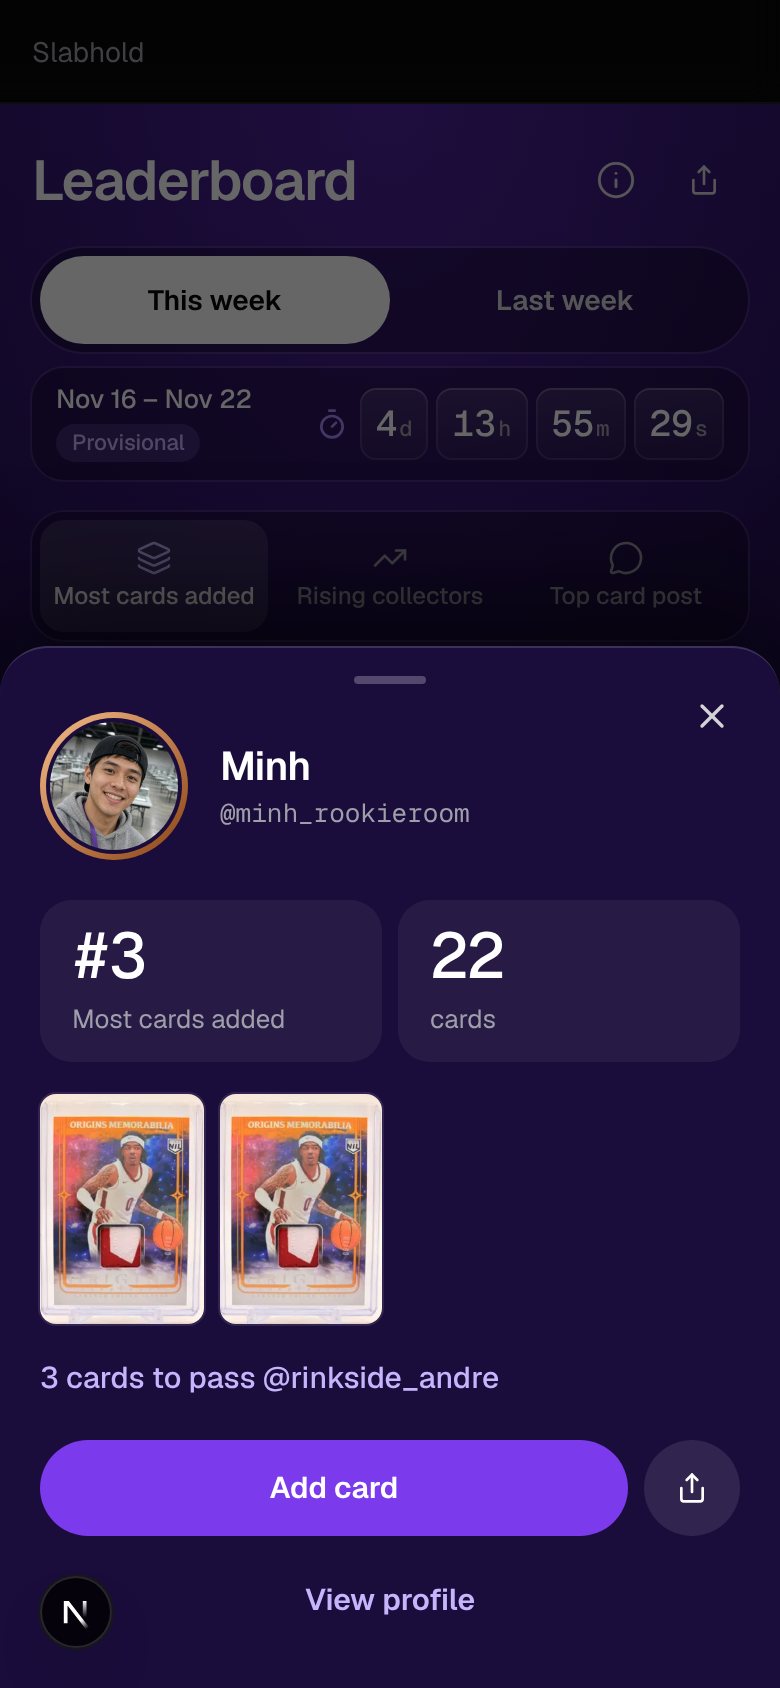 Slabhold
Leaderboard
This week
Last week
Nov 16 – Nov 22
Provisional
4d 13h 55m 29s
Most cards added
Rising collectors
Top card post
Minh
@minh_rookieroom
#3
Most cards added
22
cards
ORIGINS MEMORABILIA
NIL
ORIGINS MEMORABILIA
NIL
3 cards to pass @rinkside_andre
Add card
View profile
N